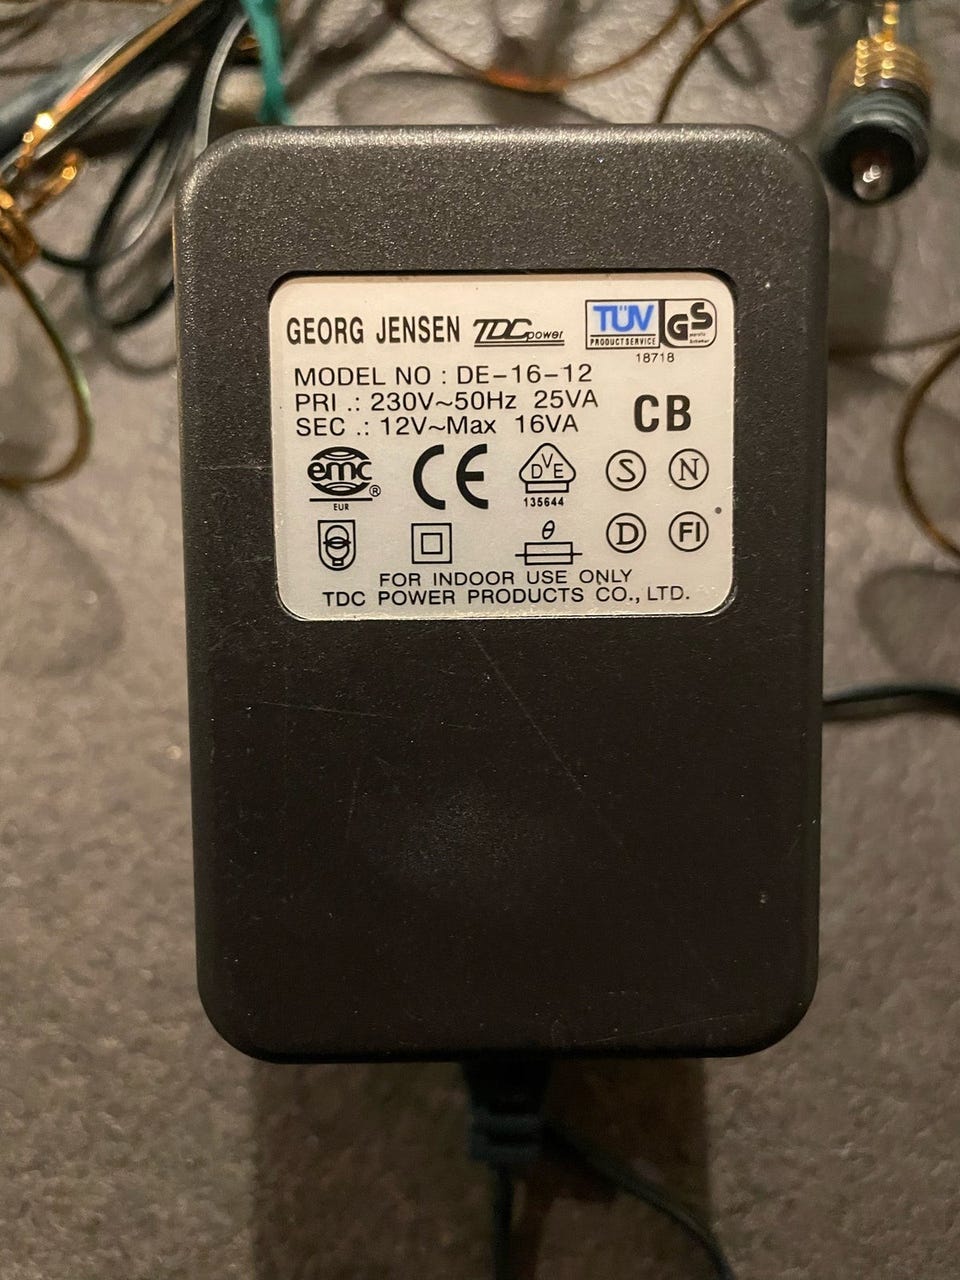 GEORG JENSEN TDC power
TÜV PRODUCT SERVICE GS
18718
MODEL NO : DE-16-12
PRI .: 230V~50Hz 25VA
SEC .: 12V~Max 16VA
CB
emc ® EUR
CE
DVE 135644
S N
D FI
θ
FOR INDOOR USE ONLY
TDC POWER PRODUCTS CO., LTD.